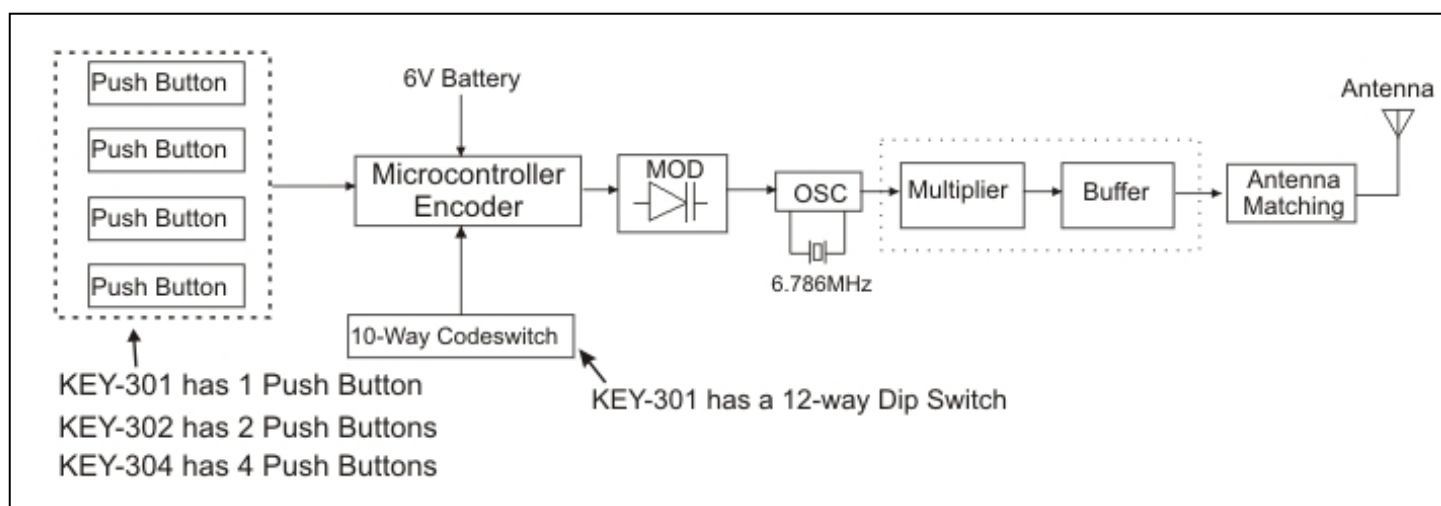 Push Button
Push Button
Push Button
Push Button
6V Battery
Microcontroller
Encoder
MOD
OSC
6.786MHz
Multiplier
Buffer
Antenna
Matching
Antenna
10-Way Codeswitch
KEY-301 has 1 Push Button
KEY-302 has 2 Push Buttons
KEY-304 has 4 Push Buttons
KEY-301 has a 12-way Dip Switch